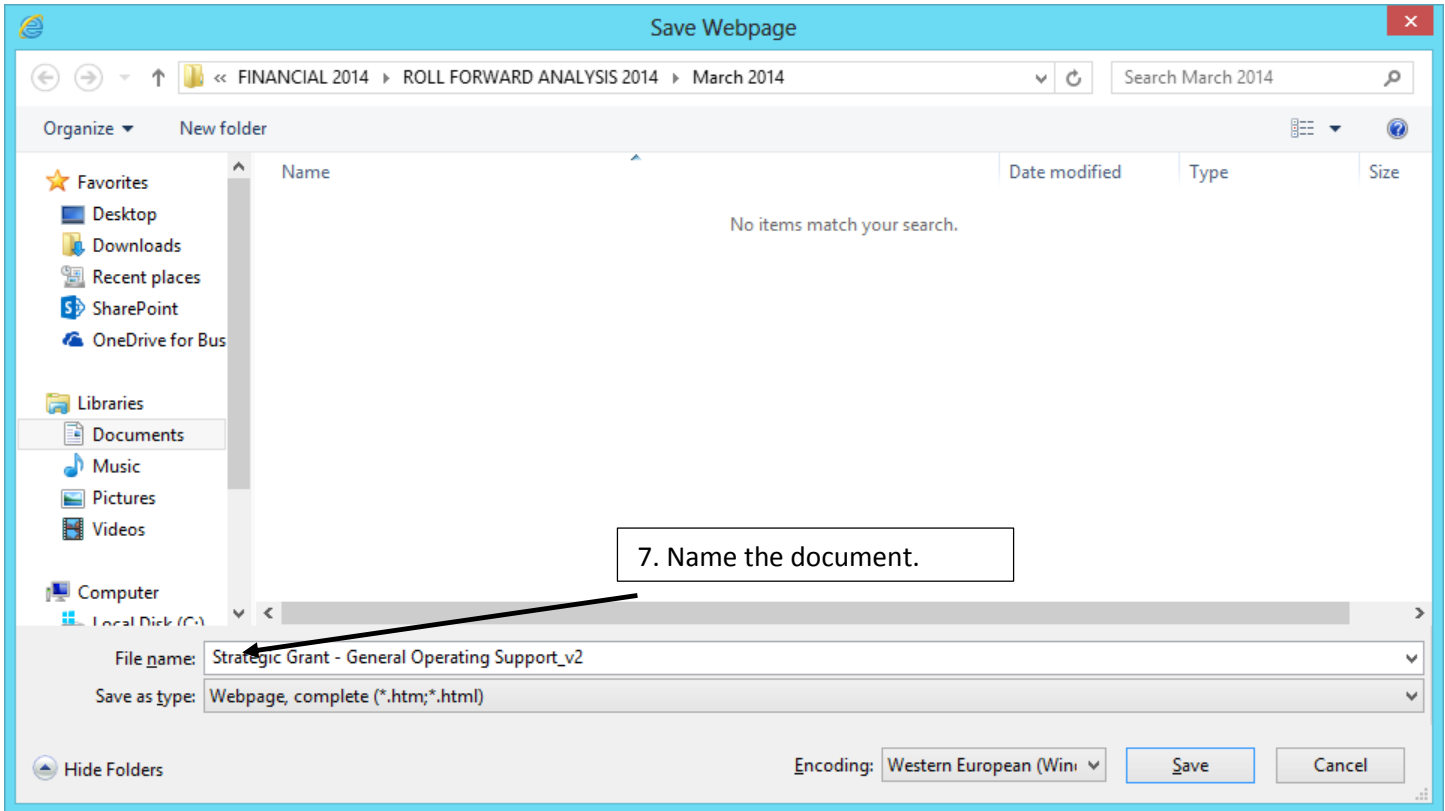 Save Webpage
« FINANCIAL 2014 ▸ ROLL FORWARD ANALYSIS 2014 ▸ March 2014
Search March 2014
Organize
New folder
Name
Date modified
Type
Size
No items match your search.
Favorites
Desktop
Downloads
Recent places
SharePoint
OneDrive for Bus
Libraries
Documents
Music
Pictures
Videos
Computer
Local Disk (C:)
7. Name the document.
File name: Strategic Grant - General Operating Support_v2
Save as type: Webpage, complete (*.htm;*.html)
Hide Folders
Encoding: Western European (Win
Save
Cancel